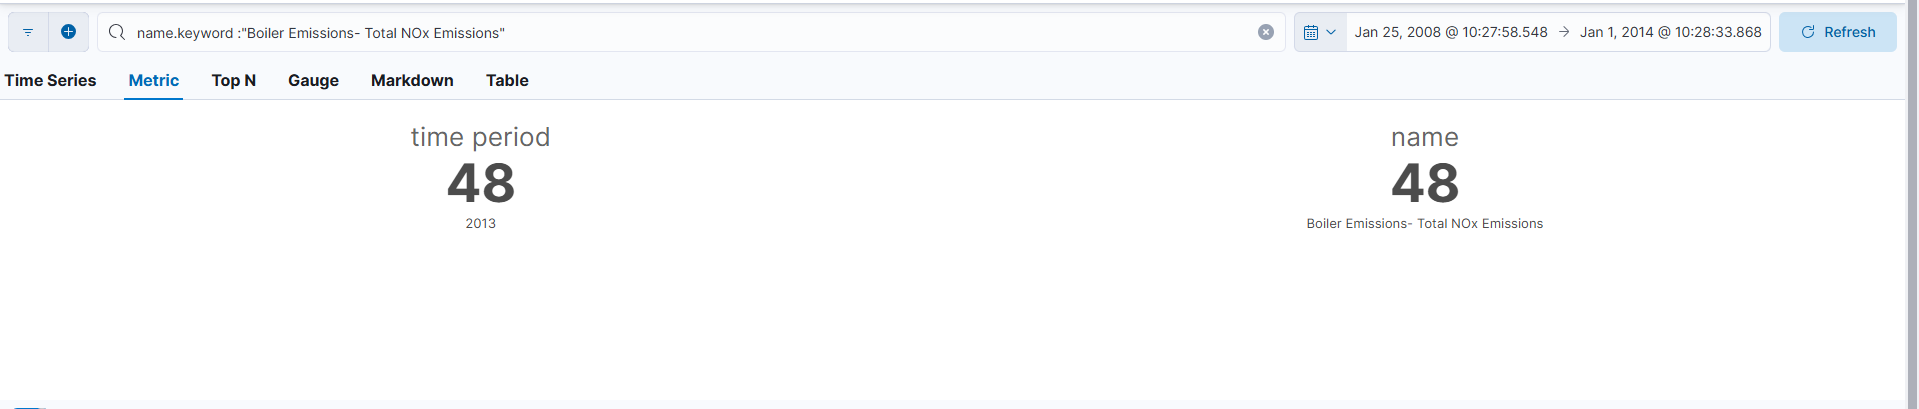 name.keyword :"Boiler Emissions- Total NOx Emissions"
Jan 25, 2008 @ 10:27:58.548 → Jan 1, 2014 @ 10:28:33.868
Refresh
Time Series Metric Top N Gauge Markdown Table
time period
48
2013
name
48
Boiler Emissions- Total NOx Emissions